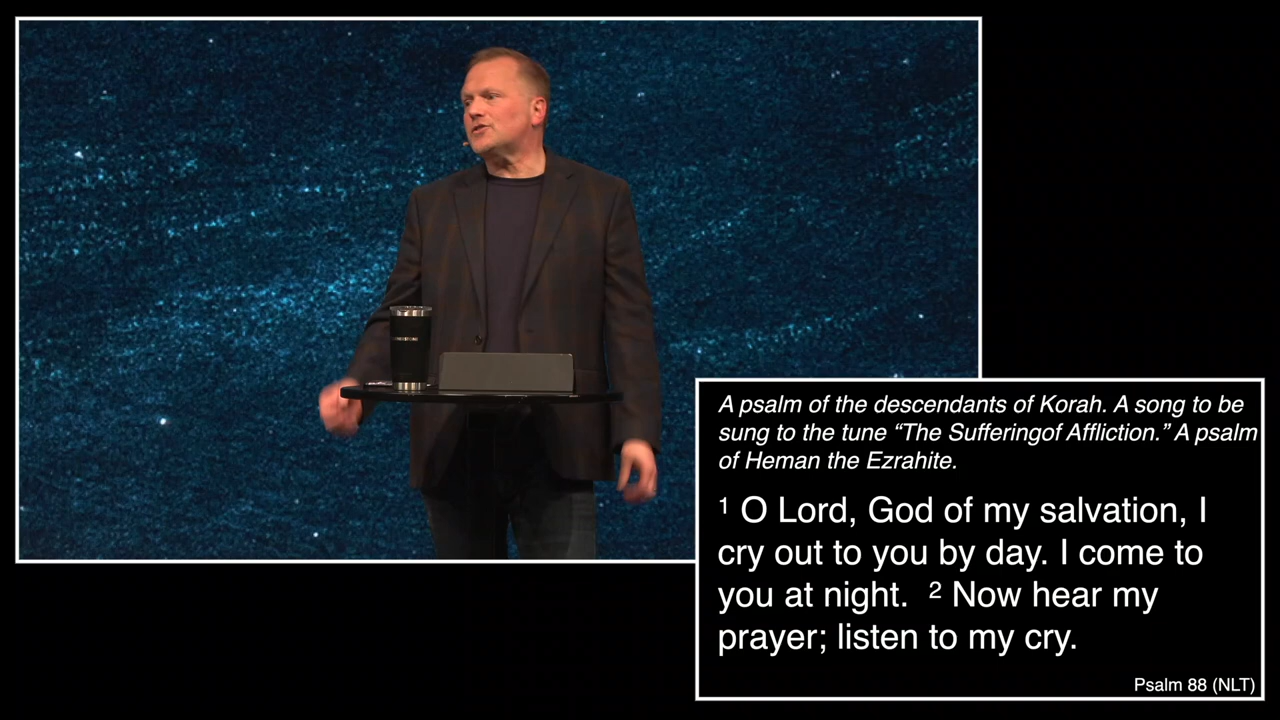 A psalm of the descendants of Korah. A song to be
sung to the tune “The Sufferingof Affliction.” A psalm
of Heman the Ezrahite.
¹ O Lord, God of my salvation, I
cry out to you by day. I come to
you at night. ² Now hear my
prayer; listen to my cry.
Psalm 88 (NLT)